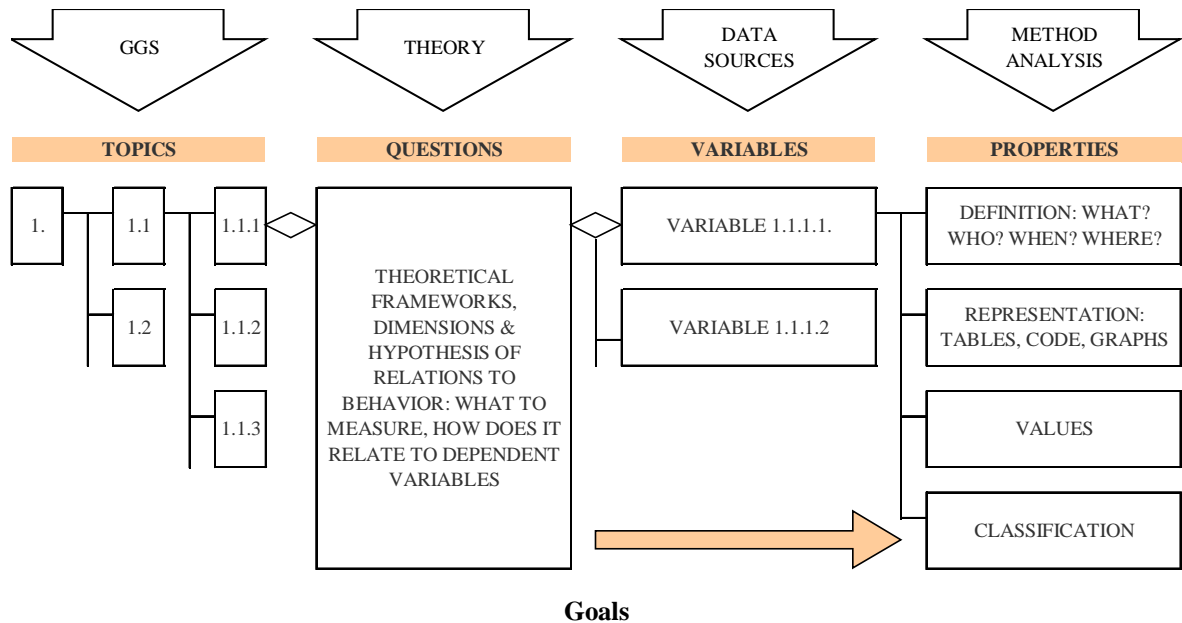 GGS
THEORY
DATA
SOURCES
METHOD
ANALYSIS
TOPICS
QUESTIONS
VARIABLES
PROPERTIES
1.
1.1
1.1.1
1.2
1.1.2
1.1.3
THEORETICAL
FRAMEWORKS,
DIMENSIONS &
HYPOTHESIS OF
RELATIONS TO
BEHAVIOR: WHAT TO
MEASURE, HOW DOES IT
RELATE TO DEPENDENT
VARIABLES
VARIABLE 1.1.1.1.
VARIABLE 1.1.1.2
DEFINITION: WHAT?
WHO? WHEN? WHERE?
REPRESENTATION:
TABLES, CODE, GRAPHS
VALUES
CLASSIFICATION
Goals